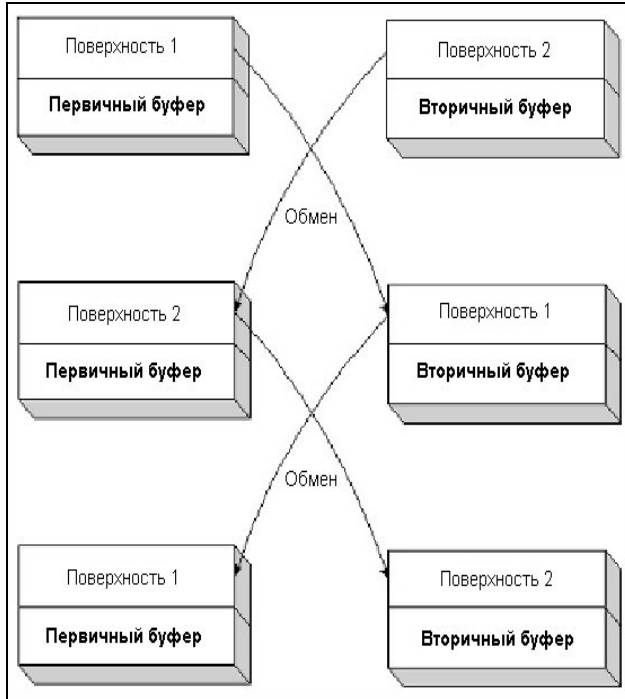 Поверхность 1
Первичный буфер
Поверхность 2
Вторичный буфер
Обмен
Поверхность 2
Первичный буфер
Поверхность 1
Вторичный буфер
Обмен
Поверхность 1
Первичный буфер
Поверхность 2
Вторичный буфер